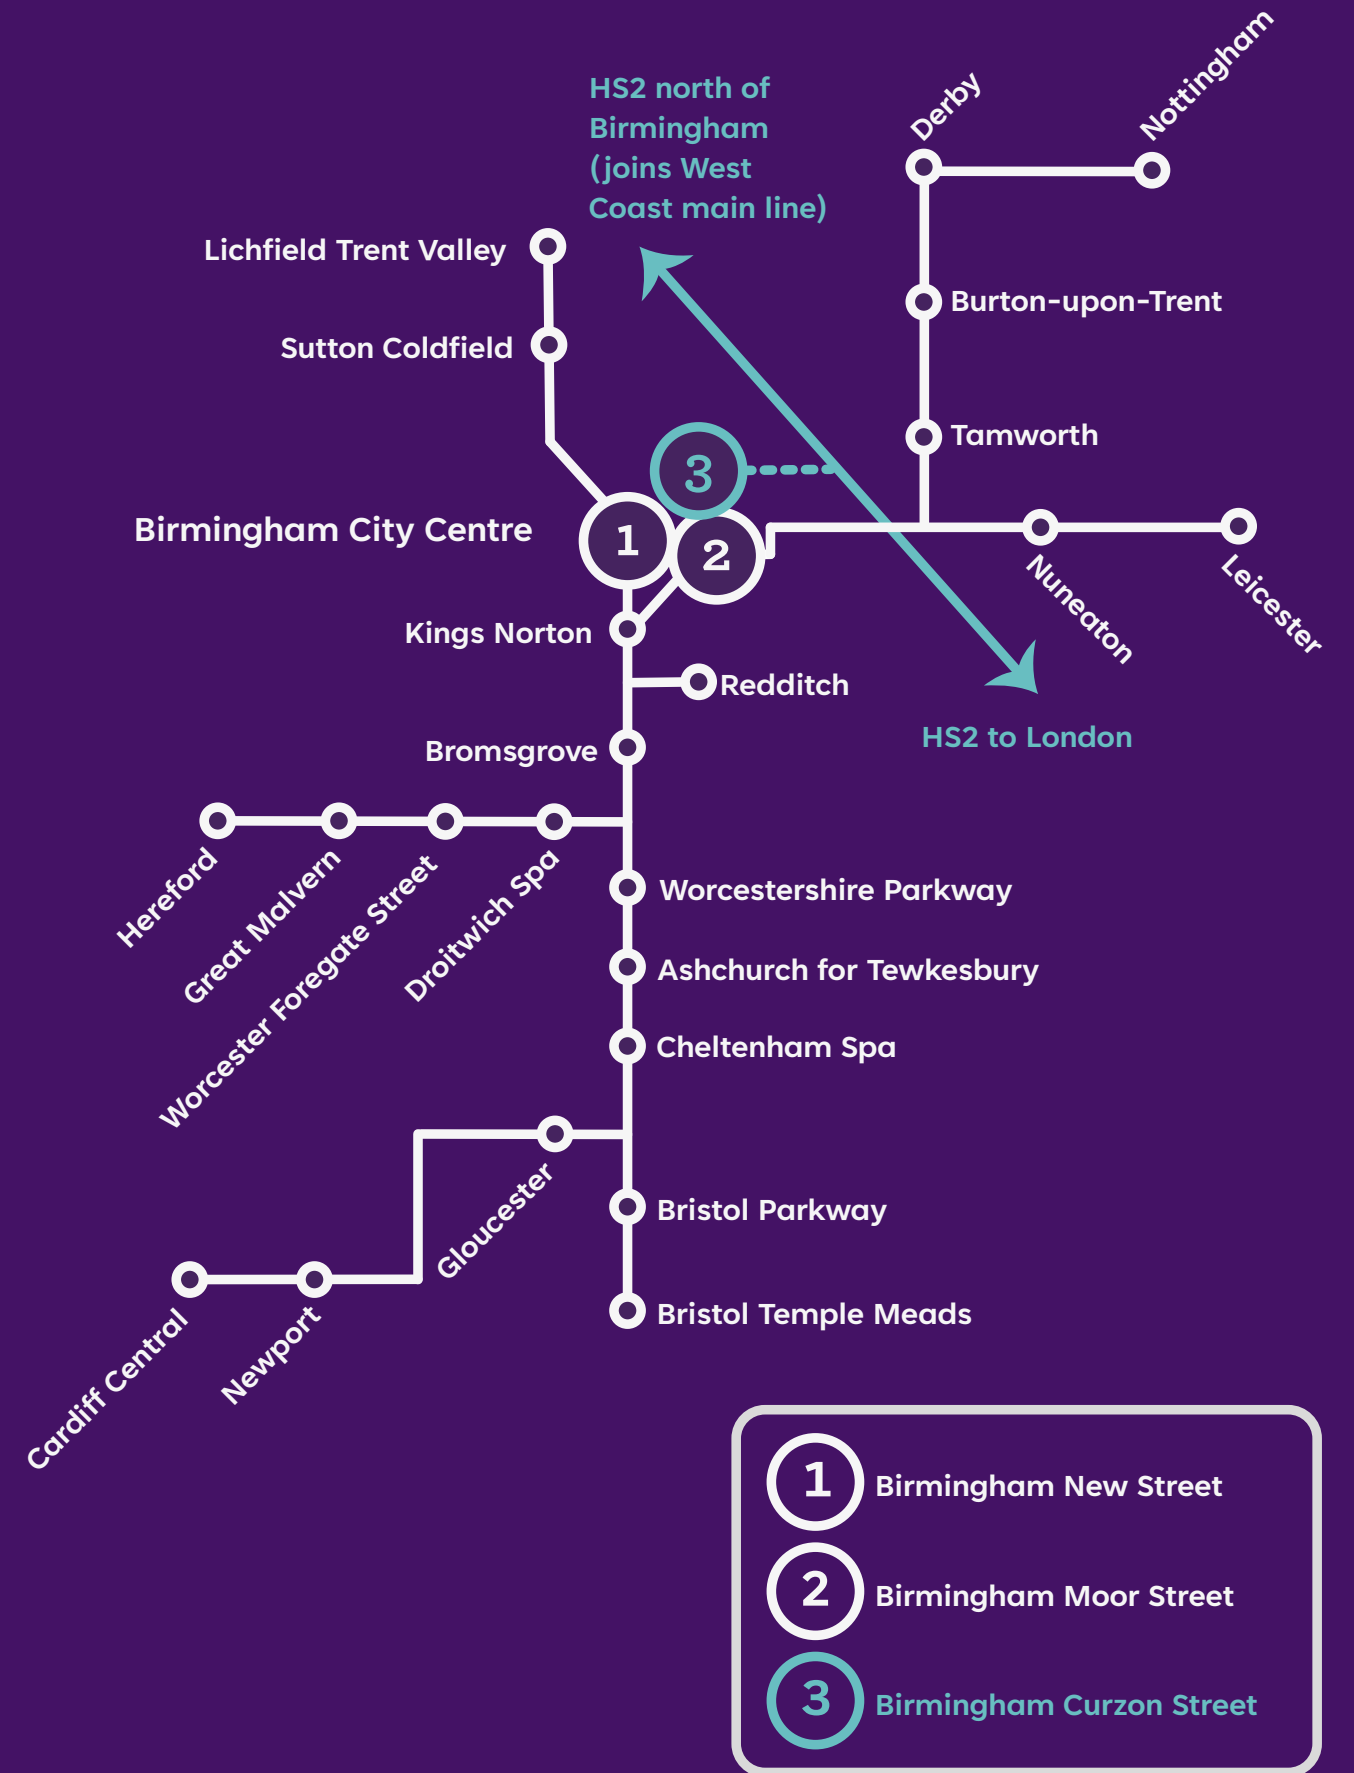 HS2 north of
Birmingham
(joins West
Coast main line)
Derby
Nottingham
Lichfield Trent Valley
Burton-upon-Trent
Sutton Coldfield
Tamworth
3
Birmingham City Centre
1
2
Nuneaton
Leicester
Kings Norton
Redditch
HS2 to London
Bromsgrove
Hereford
Great Malvern
Worcester Foregate Street
Droitwich Spa
Worcestershire Parkway
Ashchurch for Tewkesbury
Cheltenham Spa
Gloucester
Bristol Parkway
Cardiff Central
Newport
Bristol Temple Meads
1 Birmingham New Street
2 Birmingham Moor Street
3 Birmingham Curzon Street